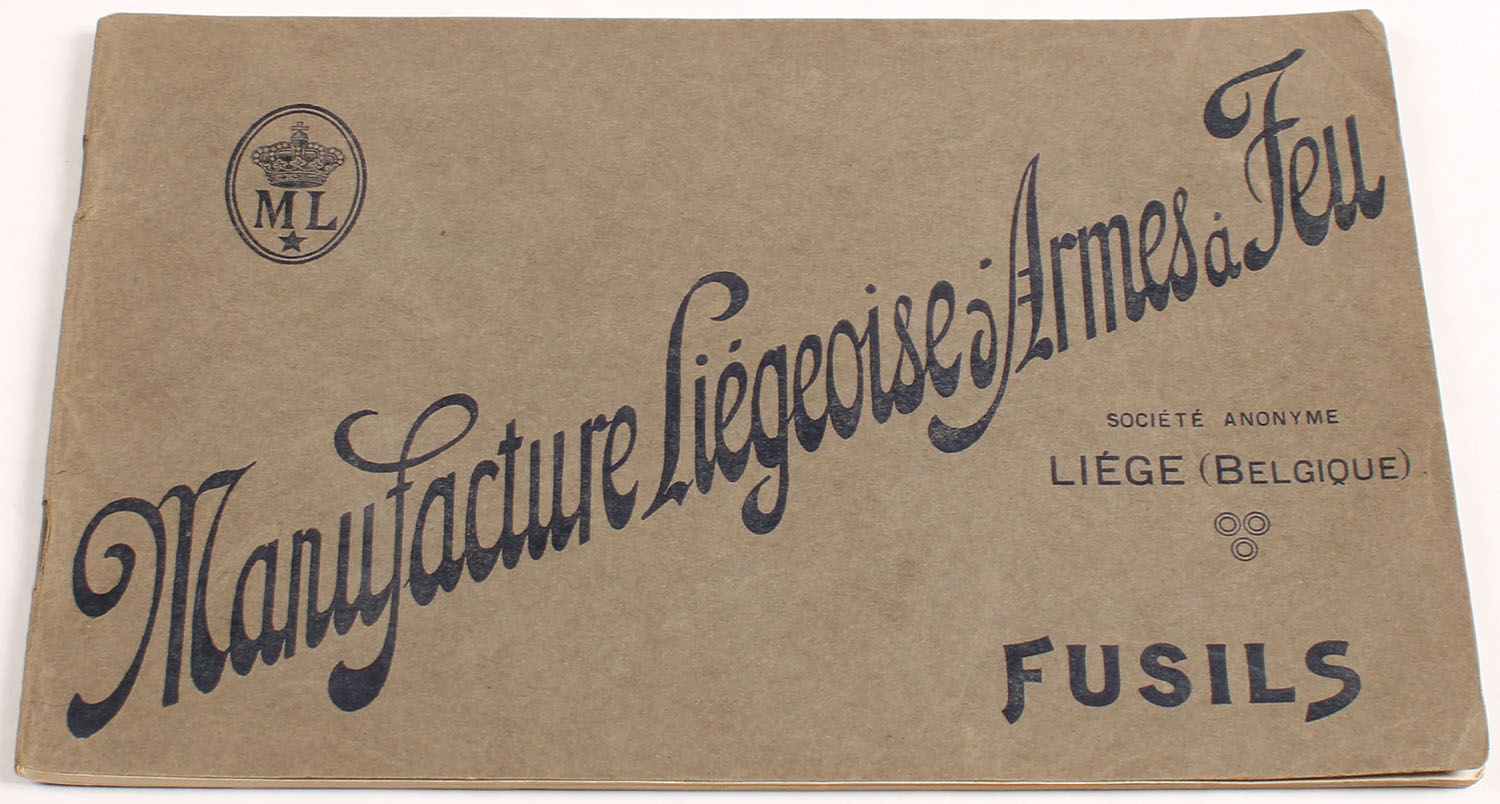 ML
Manufacture Liégeoise d'Armes à Feu
SOCIÉTÉ ANONYME
LIÉGE (BELGIQUE)
FUSILS